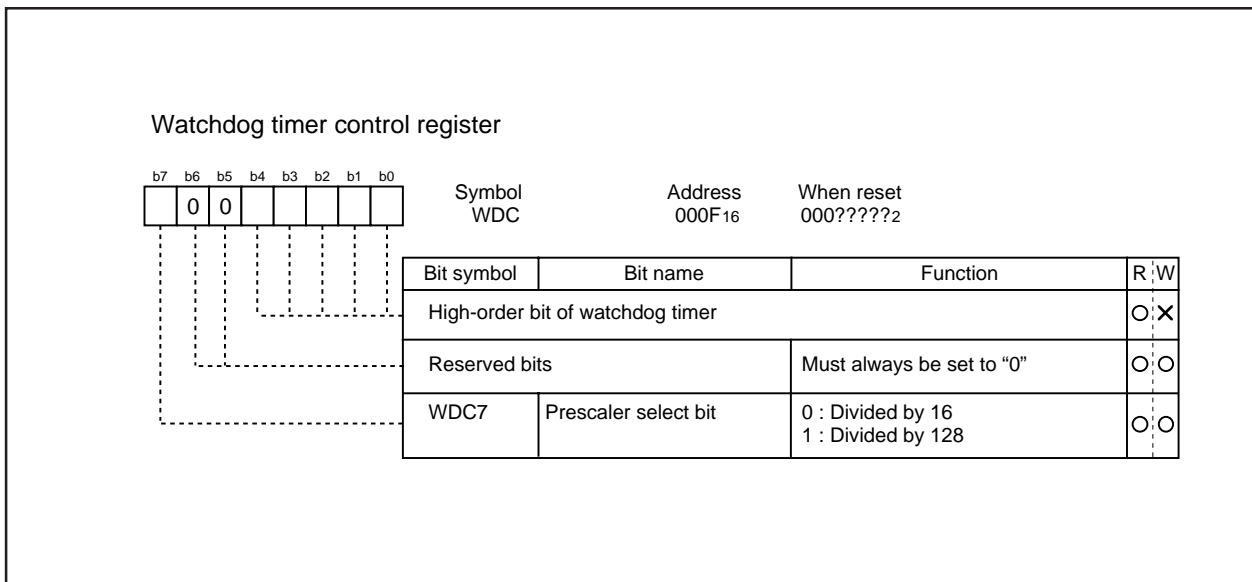 Watchdog timer control register
b7 b6 b5 b4 b3 b2 b1 b0
0 0
Symbol Address When reset
WDC 000F16 000?????2
Bit symbol Bit name Function R W
High-order bit of watchdog timer O X
Reserved bits Must always be set to “0” O O
WDC7 Prescaler select bit 0 : Divided by 16
1 : Divided by 128 O O